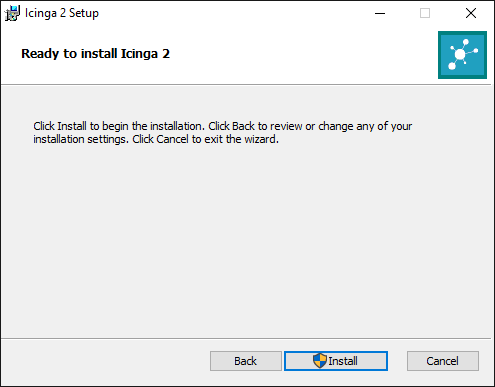 Icinga 2 Setup
Ready to install Icinga 2
Click Install to begin the installation. Click Back to review or change any of your
installation settings. Click Cancel to exit the wizard.
Back
Install
Cancel